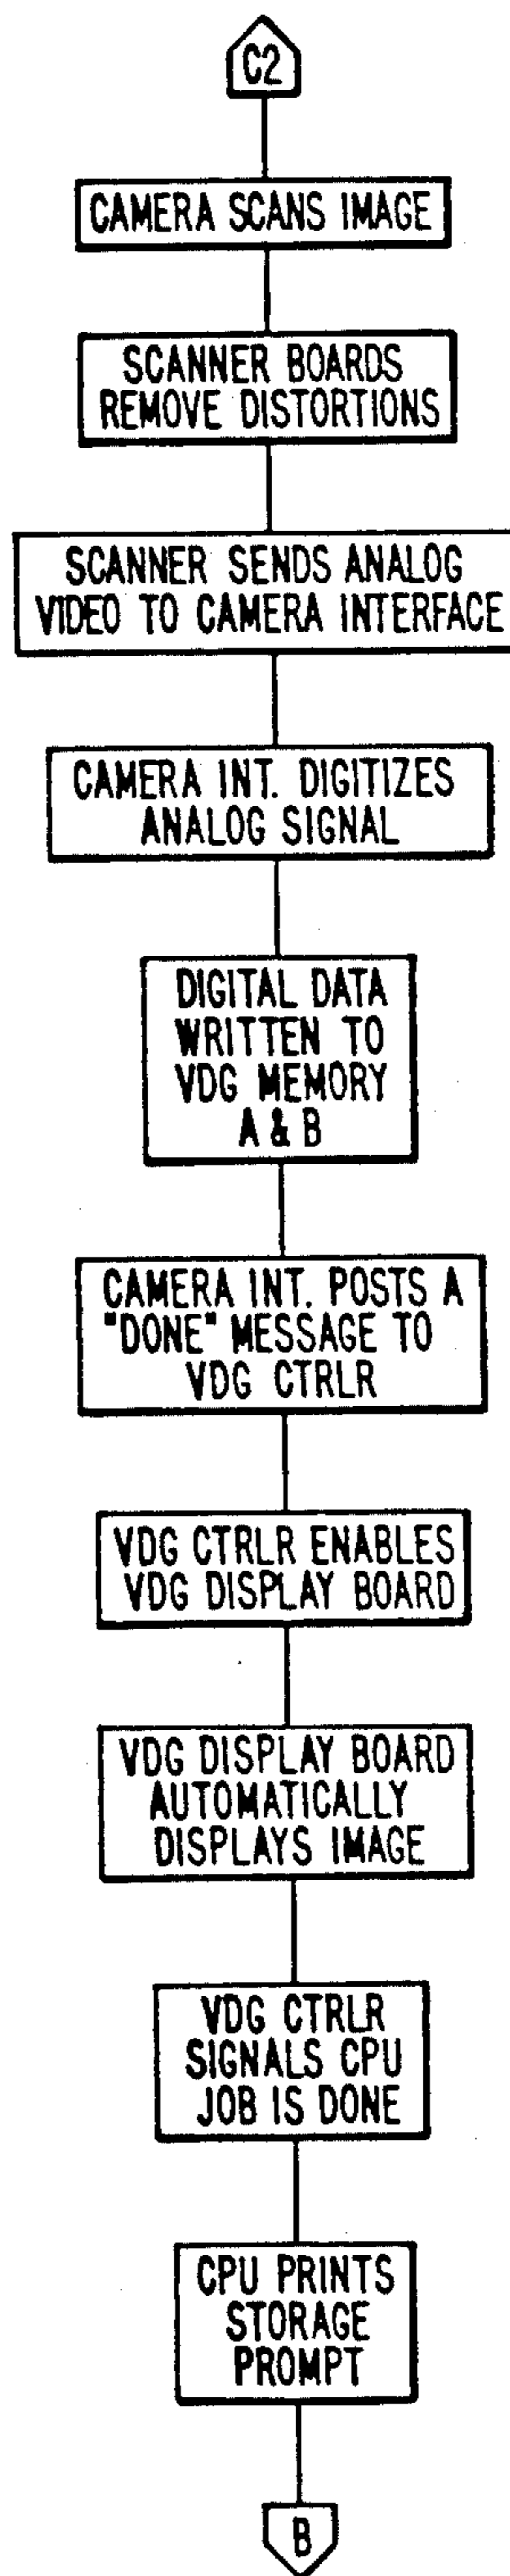 C2
CAMERA SCANS IMAGE
SCANNER BOARDS
REMOVE DISTORTIONS
SCANNER SENDS ANALOG
VIDEO TO CAMERA INTERFACE
CAMERA INT. DIGITIZES
ANALOG SIGNAL
DIGITAL DATA
WRITTEN TO
VDG MEMORY
A & B
CAMERA INT. POSTS A
"DONE" MESSAGE TO
VDG CTRLR
VDG CTRLR ENABLES
VDG DISPLAY BOARD
VDG DISPLAY BOARD
AUTOMATICALLY
DISPLAYS IMAGE
VDG CTRLR
SIGNALS CPU
JOB IS DONE
CPU PRINTS
STORAGE
PROMPT
B